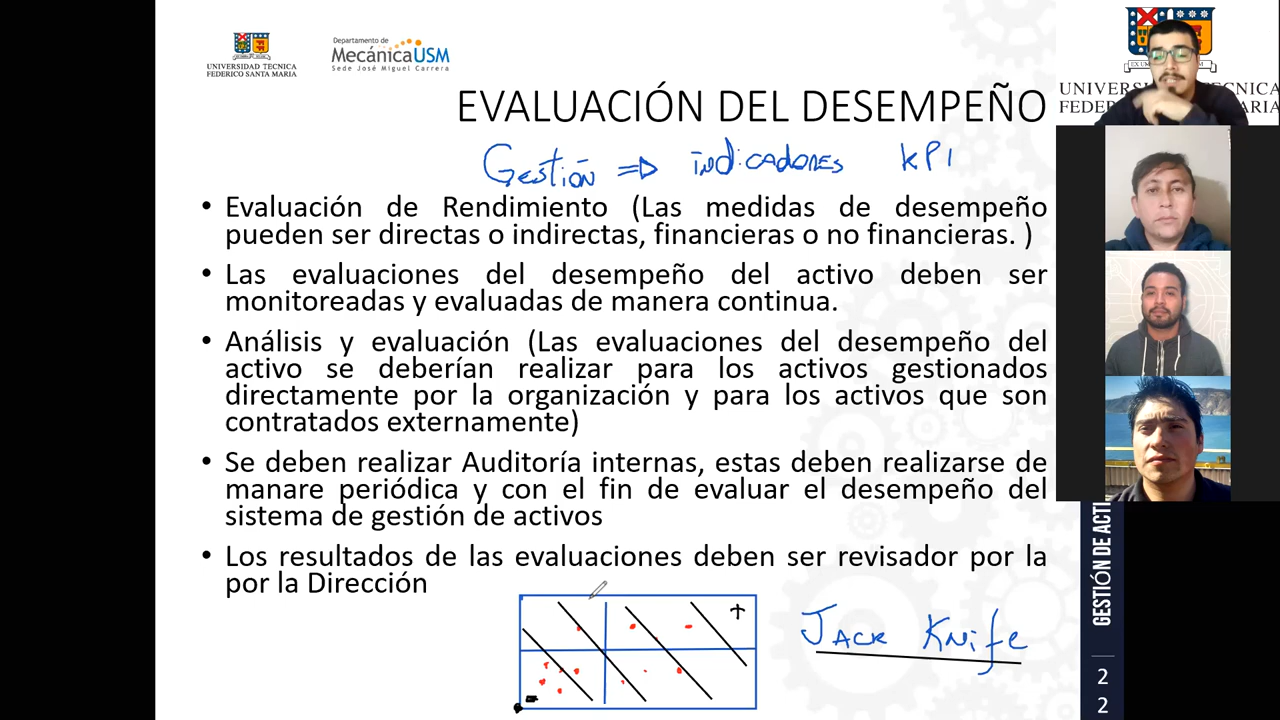 UNIVERSIDAD TECNICA
FEDERICO SANTA MARIA
Departamento de
MecánicaUSM
Sede José Miguel Carrera
EVALUACIÓN DEL DESEMPEÑO
Gestión ⇒ indicadores KPI
• Evaluación de Rendimiento (Las medidas de desempeño
pueden ser directas o indirectas, financieras o no financieras. )
• Las evaluaciones del desempeño del activo deben ser
monitoreadas y evaluadas de manera continua.
• Análisis y evaluación (Las evaluaciones del desempeño del
activo se deberían realizar para los activos gestionados
directamente por la organización y para los activos que son
contratados externamente)
• Se deben realizar Auditoría internas, estas deben realizarse de
manare periódica y con el fin de evaluar el desempeño del
sistema de gestión de activos
• Los resultados de las evaluaciones deben ser revisador por la
por la Dirección
+
-
Jack Knife
GESTIÓN DE ACTI
2
2
UNIVERS TECNICA
FEDER ARIA